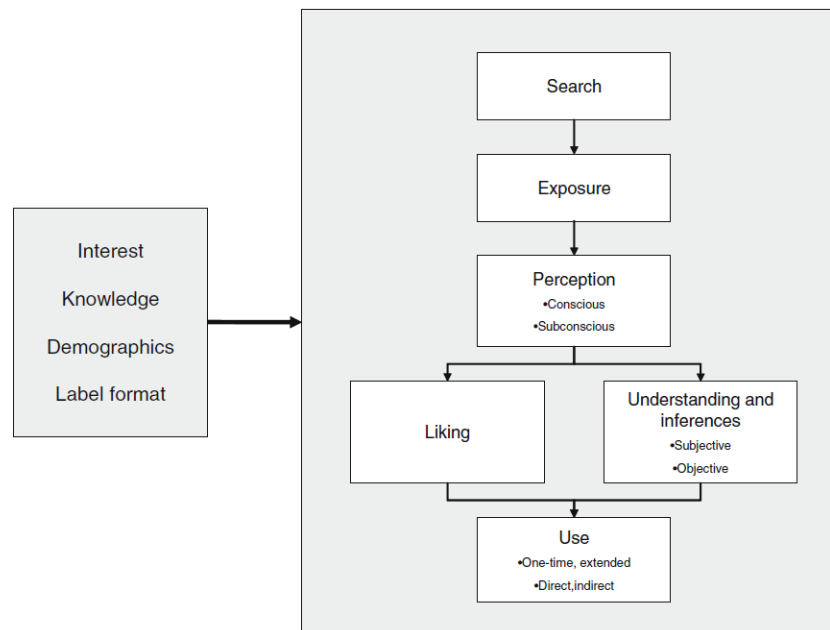 Search
Exposure
Interest
Knowledge
Demographics
Label format
Perception
•Conscious
•Subconscious
Liking
Understanding and
inferences
•Subjective
•Objective
Use
•One-time, extended
•Direct,indirect